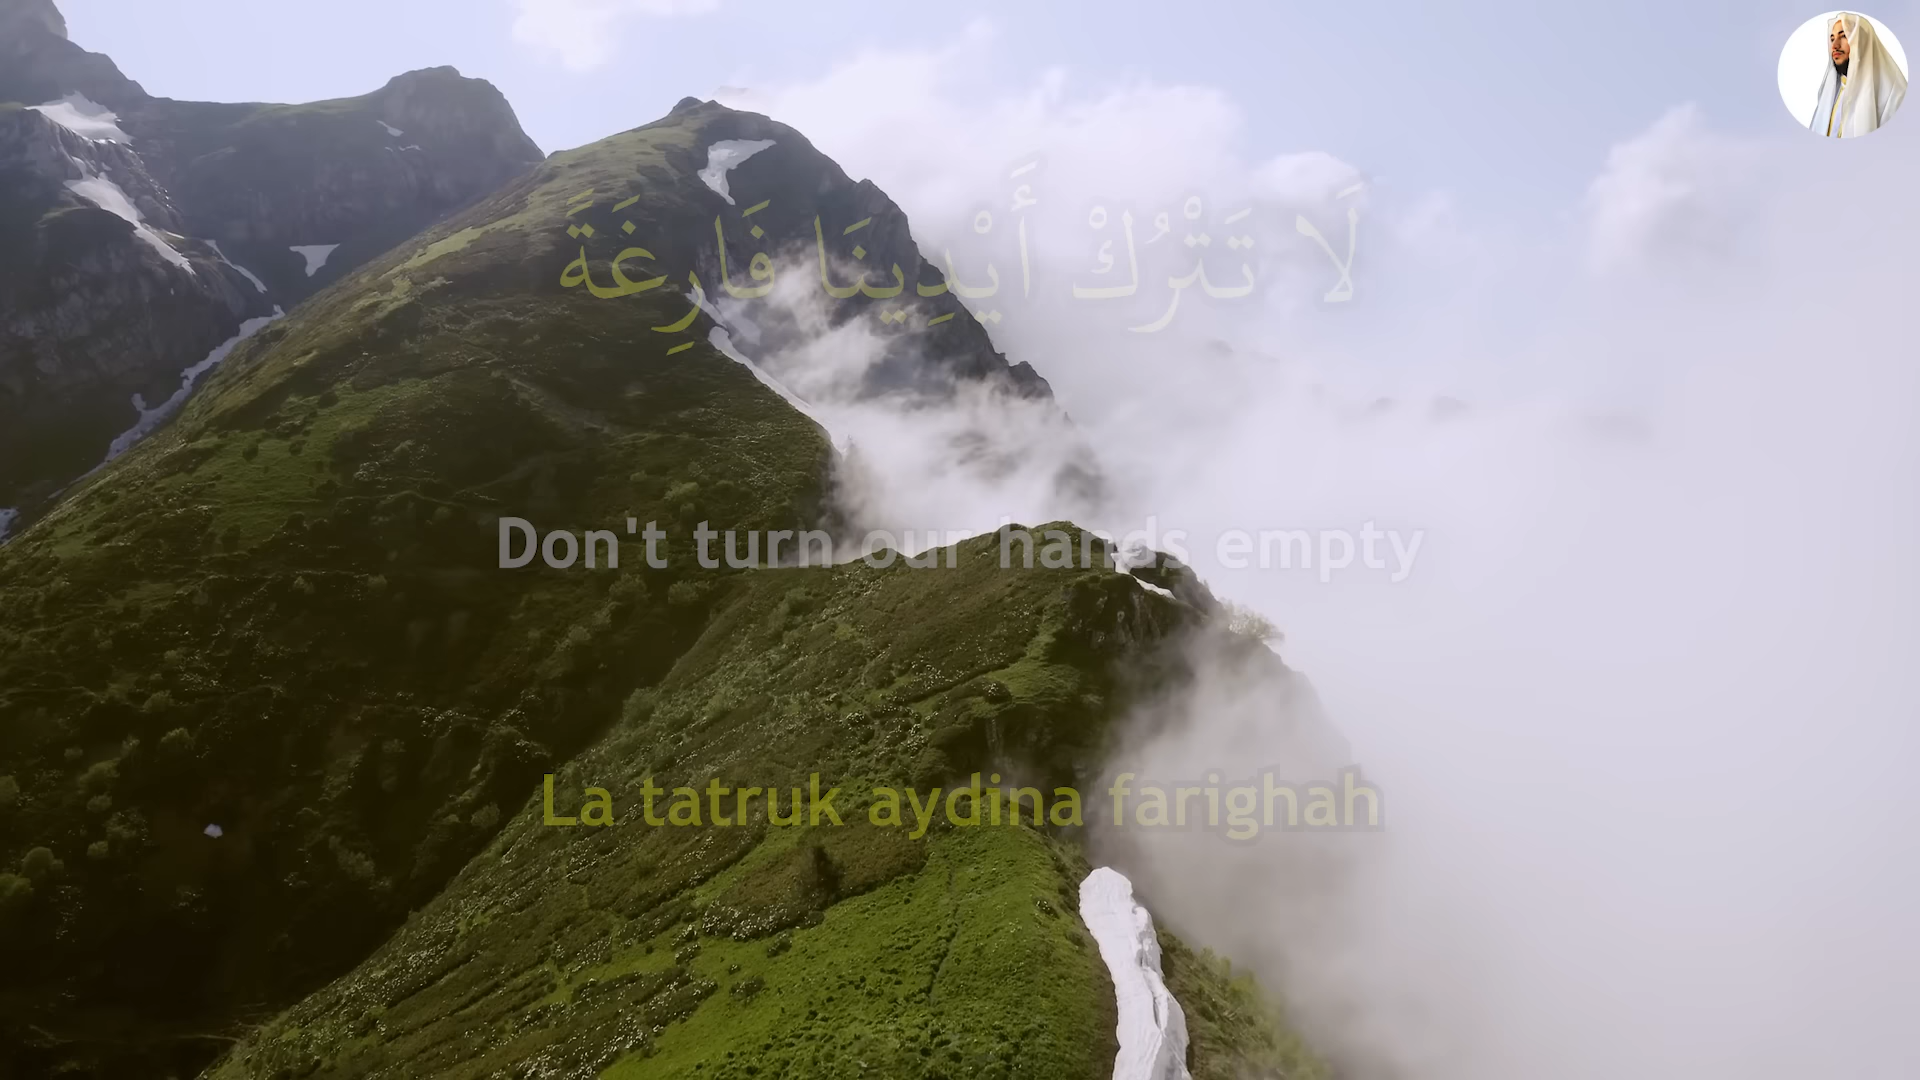 لَا تَتْرُكْ أَيْدِينَا فَارِغَةً
Don't turn our hands empty
La tatruk aydina farighah